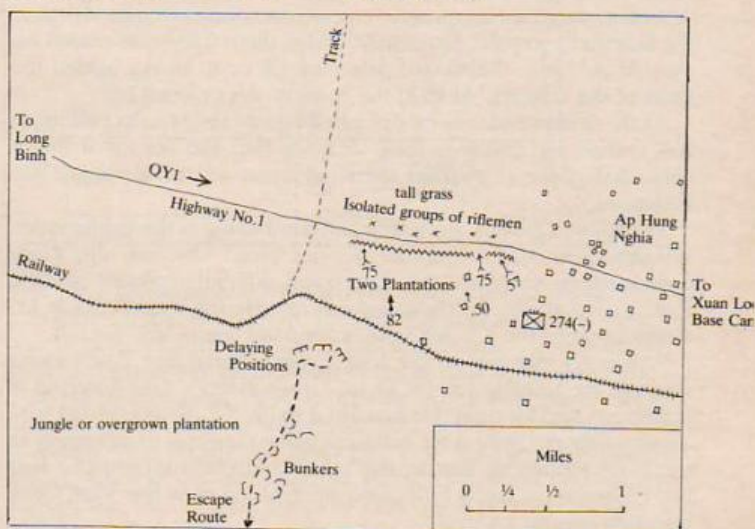 Track
To
Long
Binh
QY1
Highway No.1
tall grass
Isolated groups of riflemen
Ap Hung
Nghia
75
75
57
Railway
Two Plantations
82
.50
274(-)
To
Xuan Lo
Base Car
Delaying
Positions
Jungle or overgrown plantation
Bunkers
Escape
Route
Miles
0 ¼ ½ 1